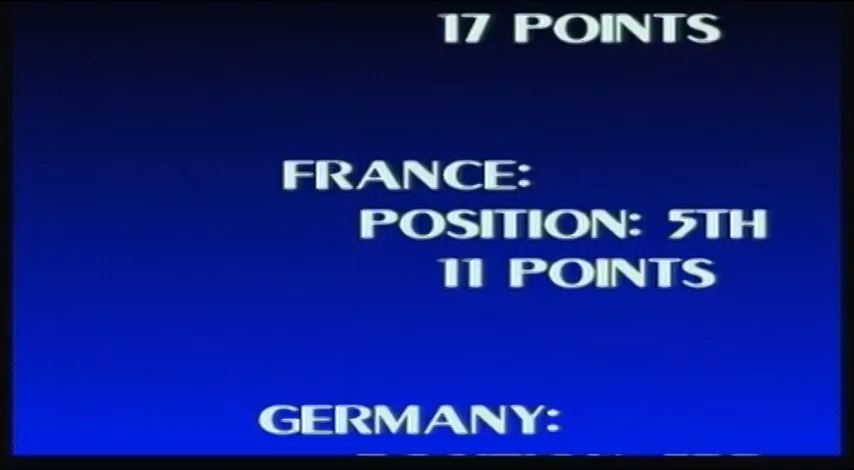 17 POINTS
FRANCE:
POSITION: 5TH
11 POINTS
GERMANY: